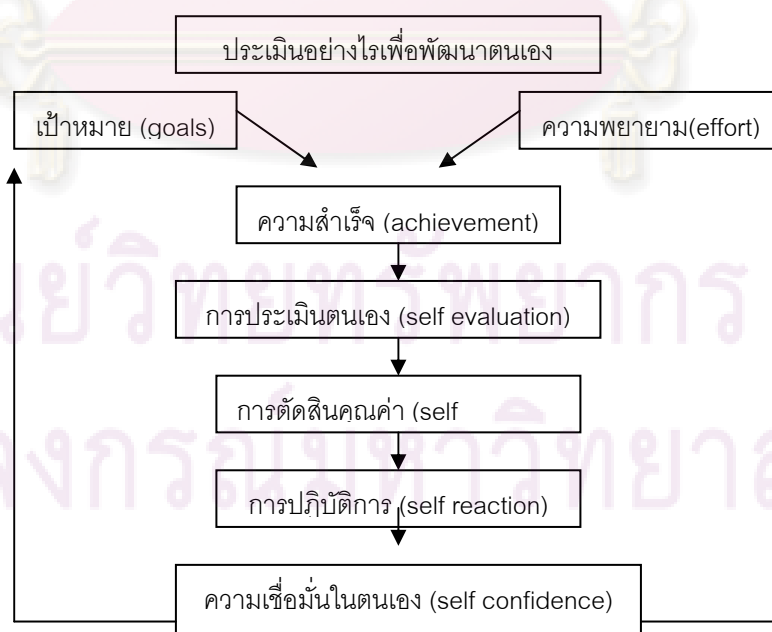 ประเมินอย่างไรเพื่อพัฒนาตนเอง
เป้าหมาย (goals)
ความพยายาม(effort)
ความสำเร็จ (achievement)
การประเมินตนเอง (self evaluation)
การตัดสินคุณค่า (self
การปฏิบัติการ (self reaction)
ความเชื่อมั่นในตนเอง (self confidence)